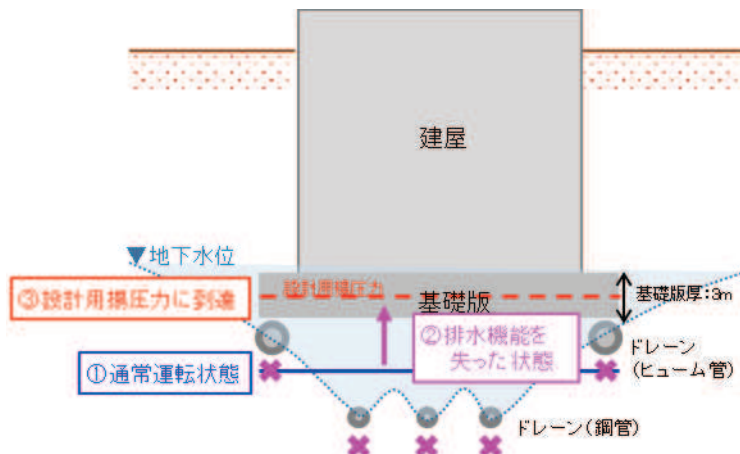 建屋
▼地下水位
設計用揚圧力
③設計用揚圧力に到達
基礎版
基礎版厚:3m
②排水機能を
失った状態
①通常運転状態
ドレーン
(ヒューム管)
ドレーン(鋼管)